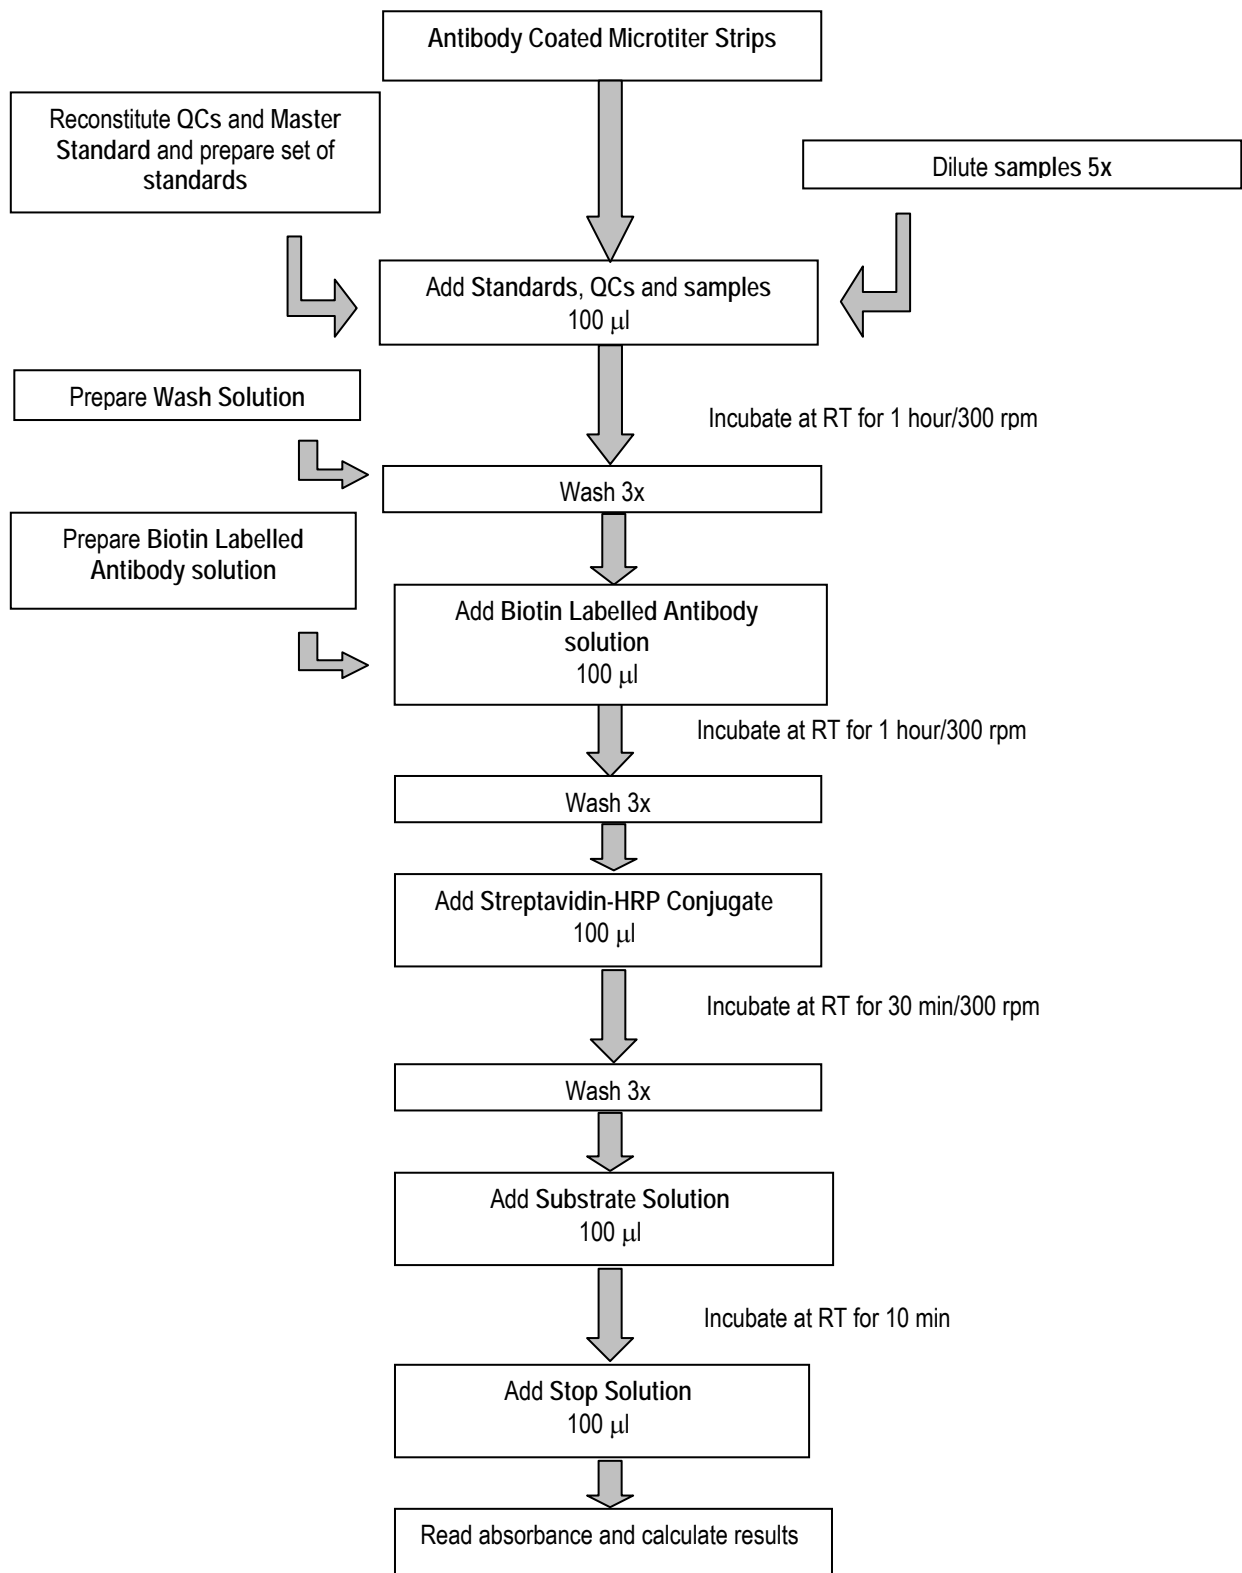 Antibody Coated Microtiter Strips
Reconstitute QCs and Master
Standard and prepare set of
standards
Dilute samples 5x
Add Standards, QCs and samples
100 μl
Prepare Wash Solution
Incubate at RT for 1 hour/300 rpm
Wash 3x
Prepare Biotin Labelled
Antibody solution
Add Biotin Labelled Antibody
solution
100 μl
Incubate at RT for 1 hour/300 rpm
Wash 3x
Add Streptavidin-HRP Conjugate
100 μl
Incubate at RT for 30 min/300 rpm
Wash 3x
Add Substrate Solution
100 μl
Incubate at RT for 10 min
Add Stop Solution
100 μl
Read absorbance and calculate results